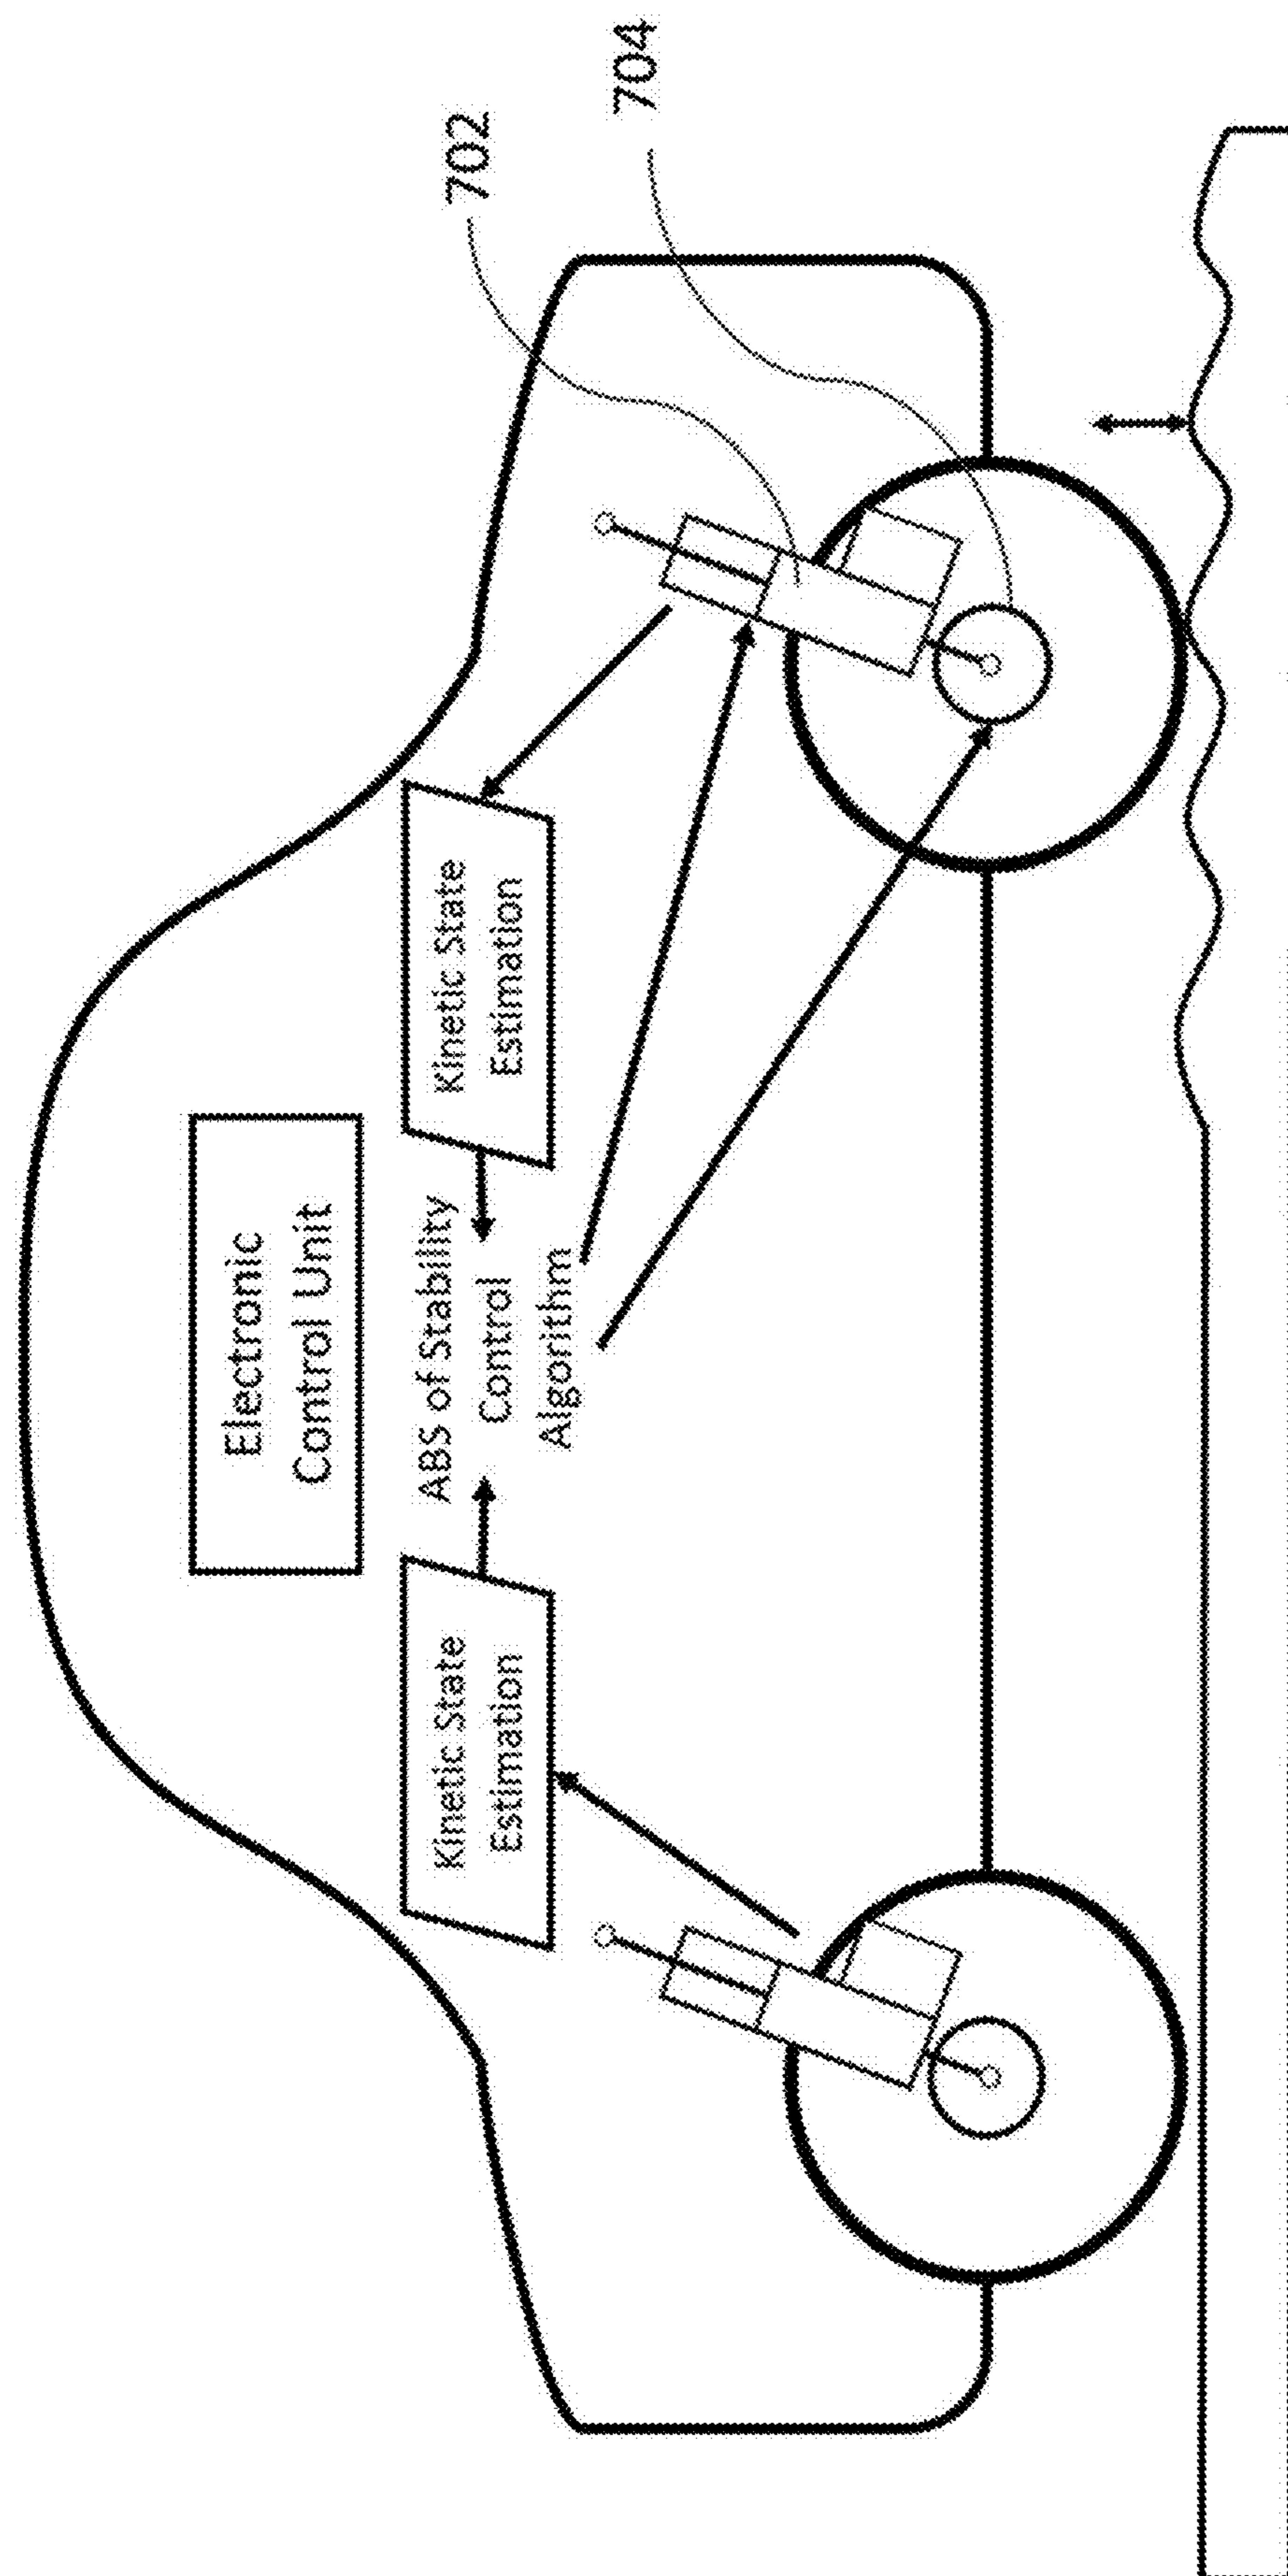 Electronic
Control Unit
Kinetic State
Estimation
ABS of Stability
Control
Algorithm
Kinetic State
Estimation
702
704